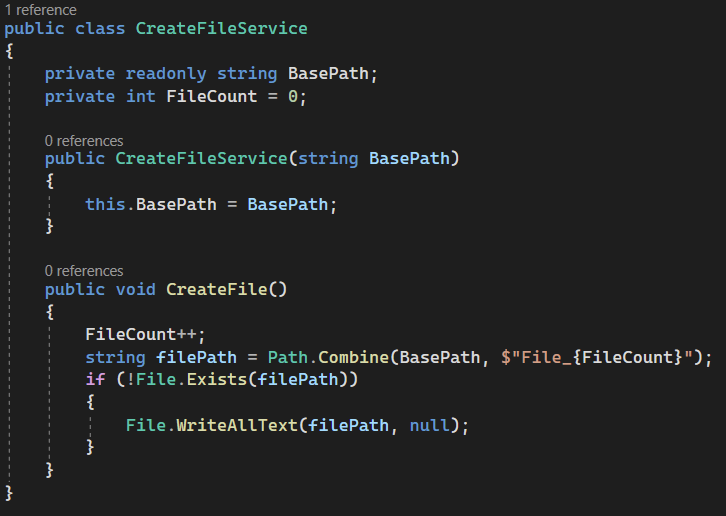 1 reference
public class CreateFileService
{
private readonly string BasePath;
private int FileCount = 0;
0 references
public CreateFileService(string BasePath)
{
this.BasePath = BasePath;
}
0 references
public void CreateFile()
{
FileCount++;
string filePath = Path.Combine(BasePath, $"File_{FileCount}");
if (!File.Exists(filePath))
{
File.WriteAllText(filePath, null);
}
}
}